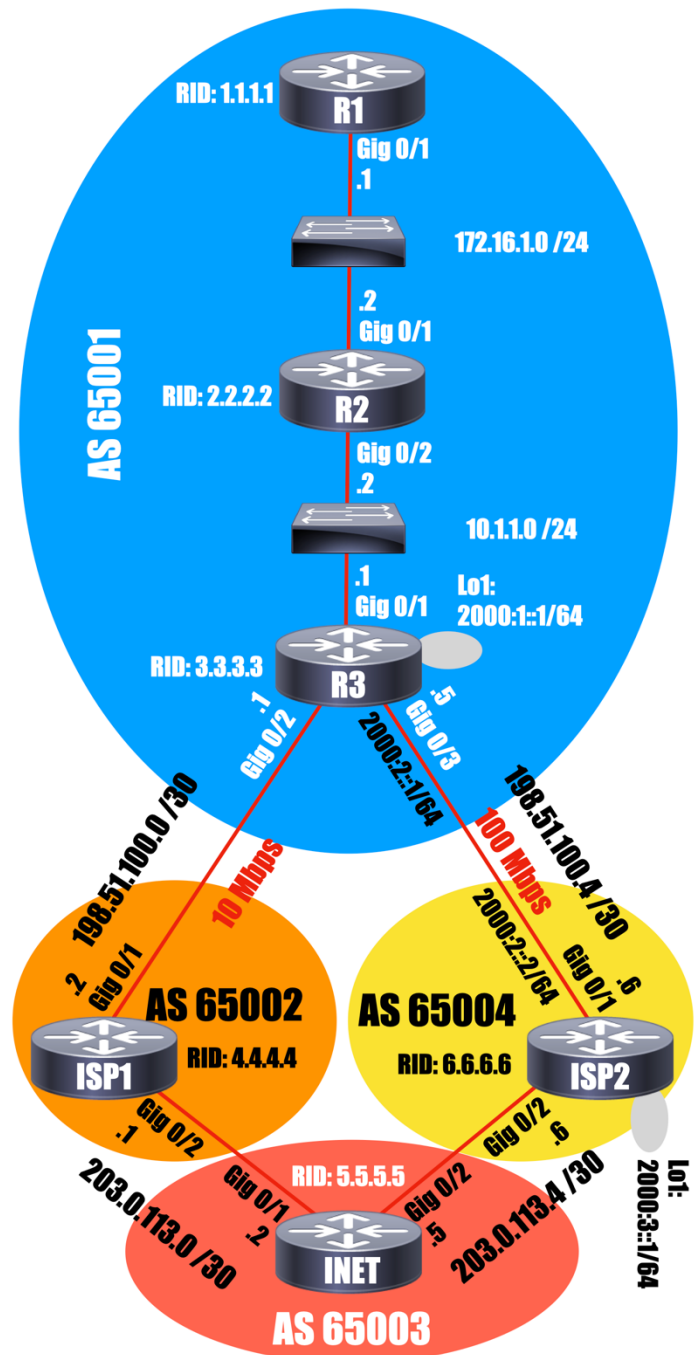 RID: 1.1.1.1
R1
Gig 0/1
.1
172.16.1.0 /24
.2
Gig 0/1
AS 65001
RID: 2.2.2.2
R2
Gig 0/2
.2
10.1.1.0 /24
.1
Gig 0/1
Lo1:
2000:1::1/64
RID: 3.3.3.3
R3
.1
Gig 0/2
.5
Gig 0/3
2000:2::1/64
198.51.100.0 /30
10 Mbps
100 Mbps
198.51.100.4 /30
.2
Gig 0/1
2000:2::2/64
.6
Gig 0/1
AS 65002
AS 65004
RID: 4.4.4.4
RID: 6.6.6.6
ISP1
ISP2
Gig 0/2
.1
Gig 0/2
.6
Lo1:
2000:3::1/64
203.0.113.0 /30
Gig 0/1
.2
RID: 5.5.5.5
Gig 0/2
.5
203.0.113.4 /30
INET
AS 65003